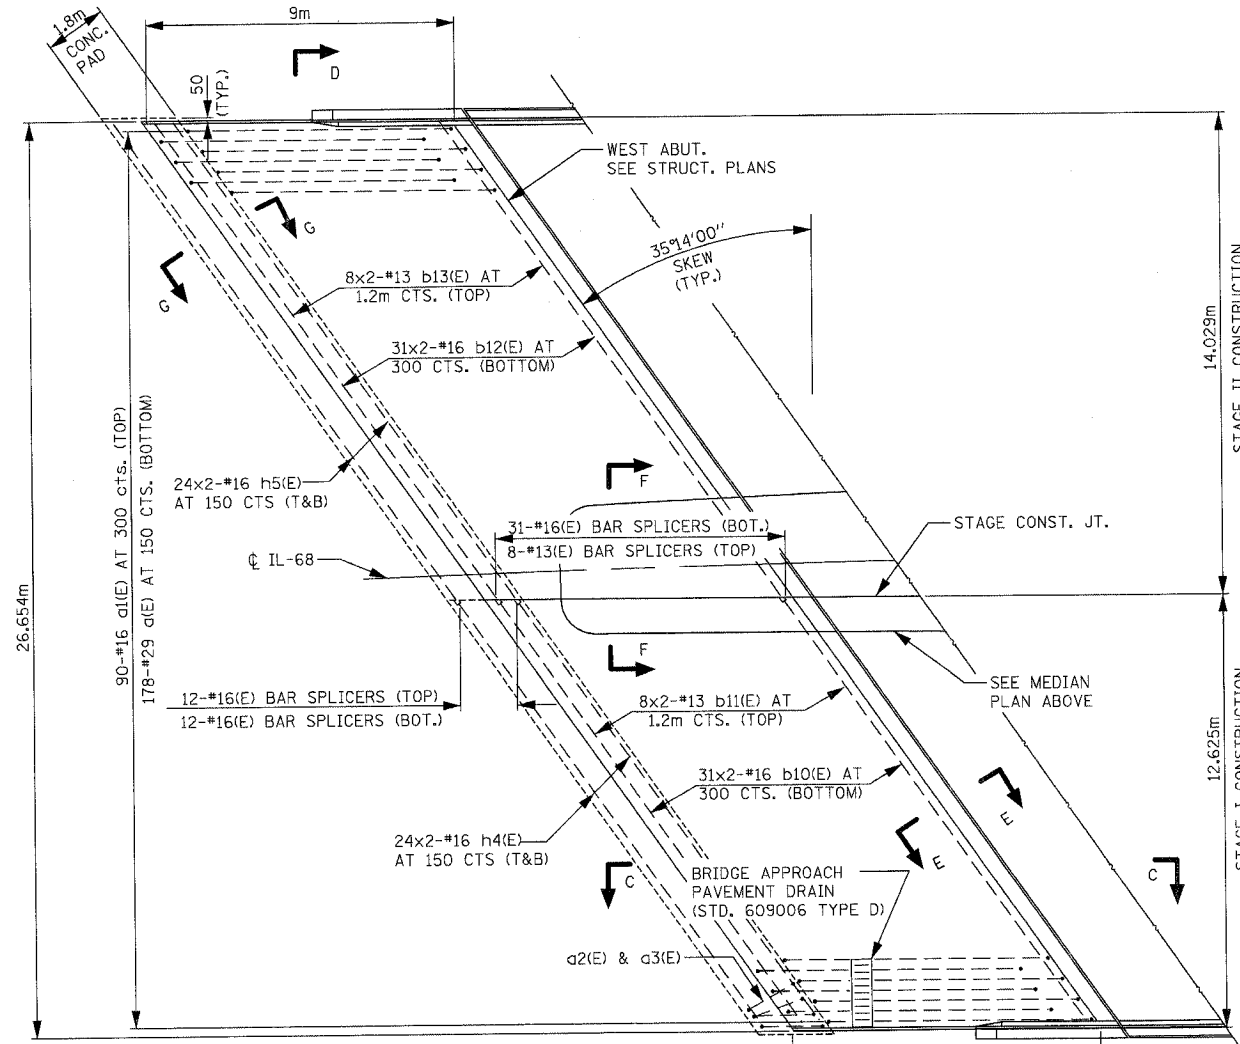 1.8m
CONC.
PAD
9m
50
(TYP.)
D
WEST ABUT.
SEE STRUCT. PLANS
35°14'00"
SKEW
(TYP.)
G
G
8x2-#13 b13(E) AT
1.2m CTS. (TOP)
31x2-#16 b12(E) AT
300 CTS. (BOTTOM)
14.029m
STAGE II CONSTRUCTION
90-#16 a1(E) AT 300 cts. (TOP)
178-#29 a(E) AT 150 CTS. (BOTTOM)
24x2-#16 h5(E)
AT 150 CTS (T&B)
F
31-#16(E) BAR SPLICERS (BOT.)
8-#13(E) BAR SPLICERS (TOP)
STAGE CONST. JT.
℄ IL-68
26.654m
F
12-#16(E) BAR SPLICERS (TOP)
12-#16(E) BAR SPLICERS (BOT.)
8x2-#13 b11(E) AT
1.2m CTS. (TOP)
SEE MEDIAN
PLAN ABOVE
12.625m
STAGE I CONSTRUCTION
31x2-#16 b10(E) AT
300 CTS. (BOTTOM)
E
E
24x2-#16 h4(E)
AT 150 CTS (T&B)
C
C
BRIDGE APPROACH
PAVEMENT DRAIN
(STD. 609006 TYPE D)
a2(E) & a3(E)